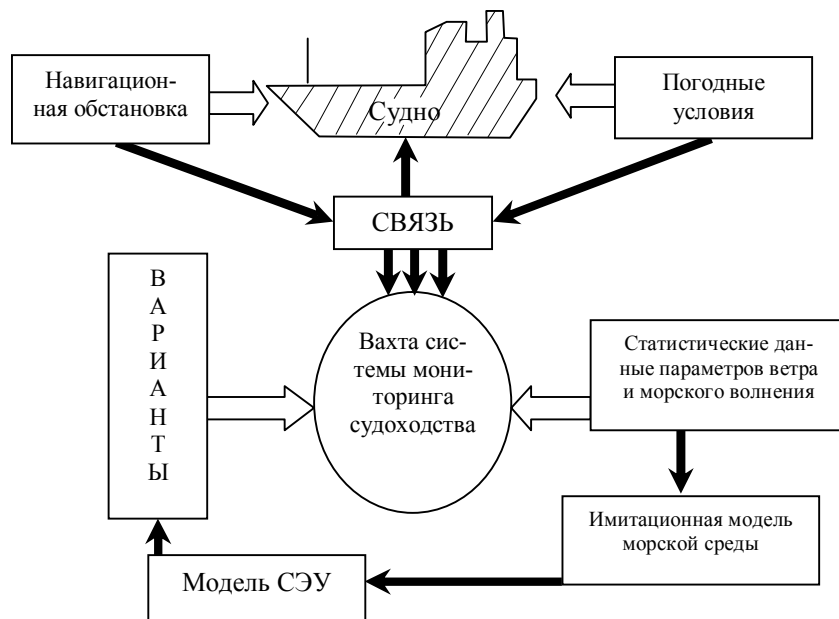 Навигацион-
ная обстановка
Судно
Погодные
условия
СВЯЗЬ
В
А
Р
И
А
Н
Т
Ы
Вахта сис-
темы мони-
торинга
судоходства
Статистические дан-
ные параметров ветра
и морского волнения
Имитационная модель
морской среды
Модель СЭУ